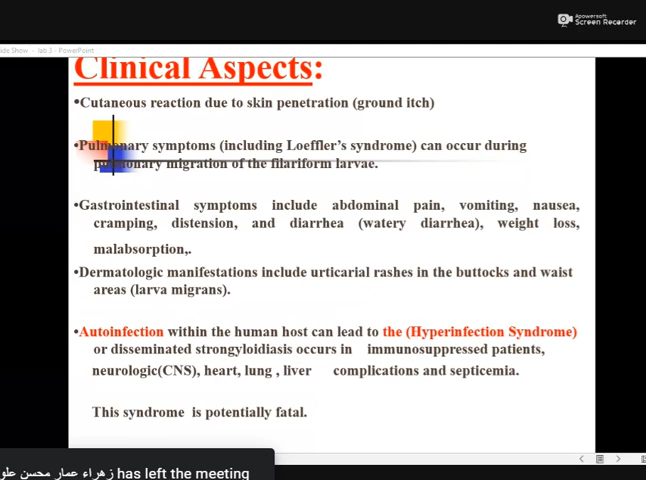 Apowersoft
Screen Recorder
ide Show - lab 3 - PowerPoint
Clinical Aspects:
•Cutaneous reaction due to skin penetration (ground itch)
•Pulmonary symptoms (including Loeffler's syndrome) can occur during
pulmonary migration of the filariform larvae.
•Gastrointestinal symptoms include abdominal pain, vomiting, nausea,
cramping, distension, and diarrhea (watery diarrhea), weight loss,
malabsorption,.
•Dermatologic manifestations include urticarial rashes in the buttocks and waist
areas (larva migrans).
•Autoinfection within the human host can lead to the (Hyperinfection Syndrome)
or disseminated strongyloidiasis occurs in immunosuppressed patients,
neurologic(CNS), heart, lung , liver complications and septicemia.
This syndrome is potentially fatal.
زهراء عمار محسن علو has left the meeting